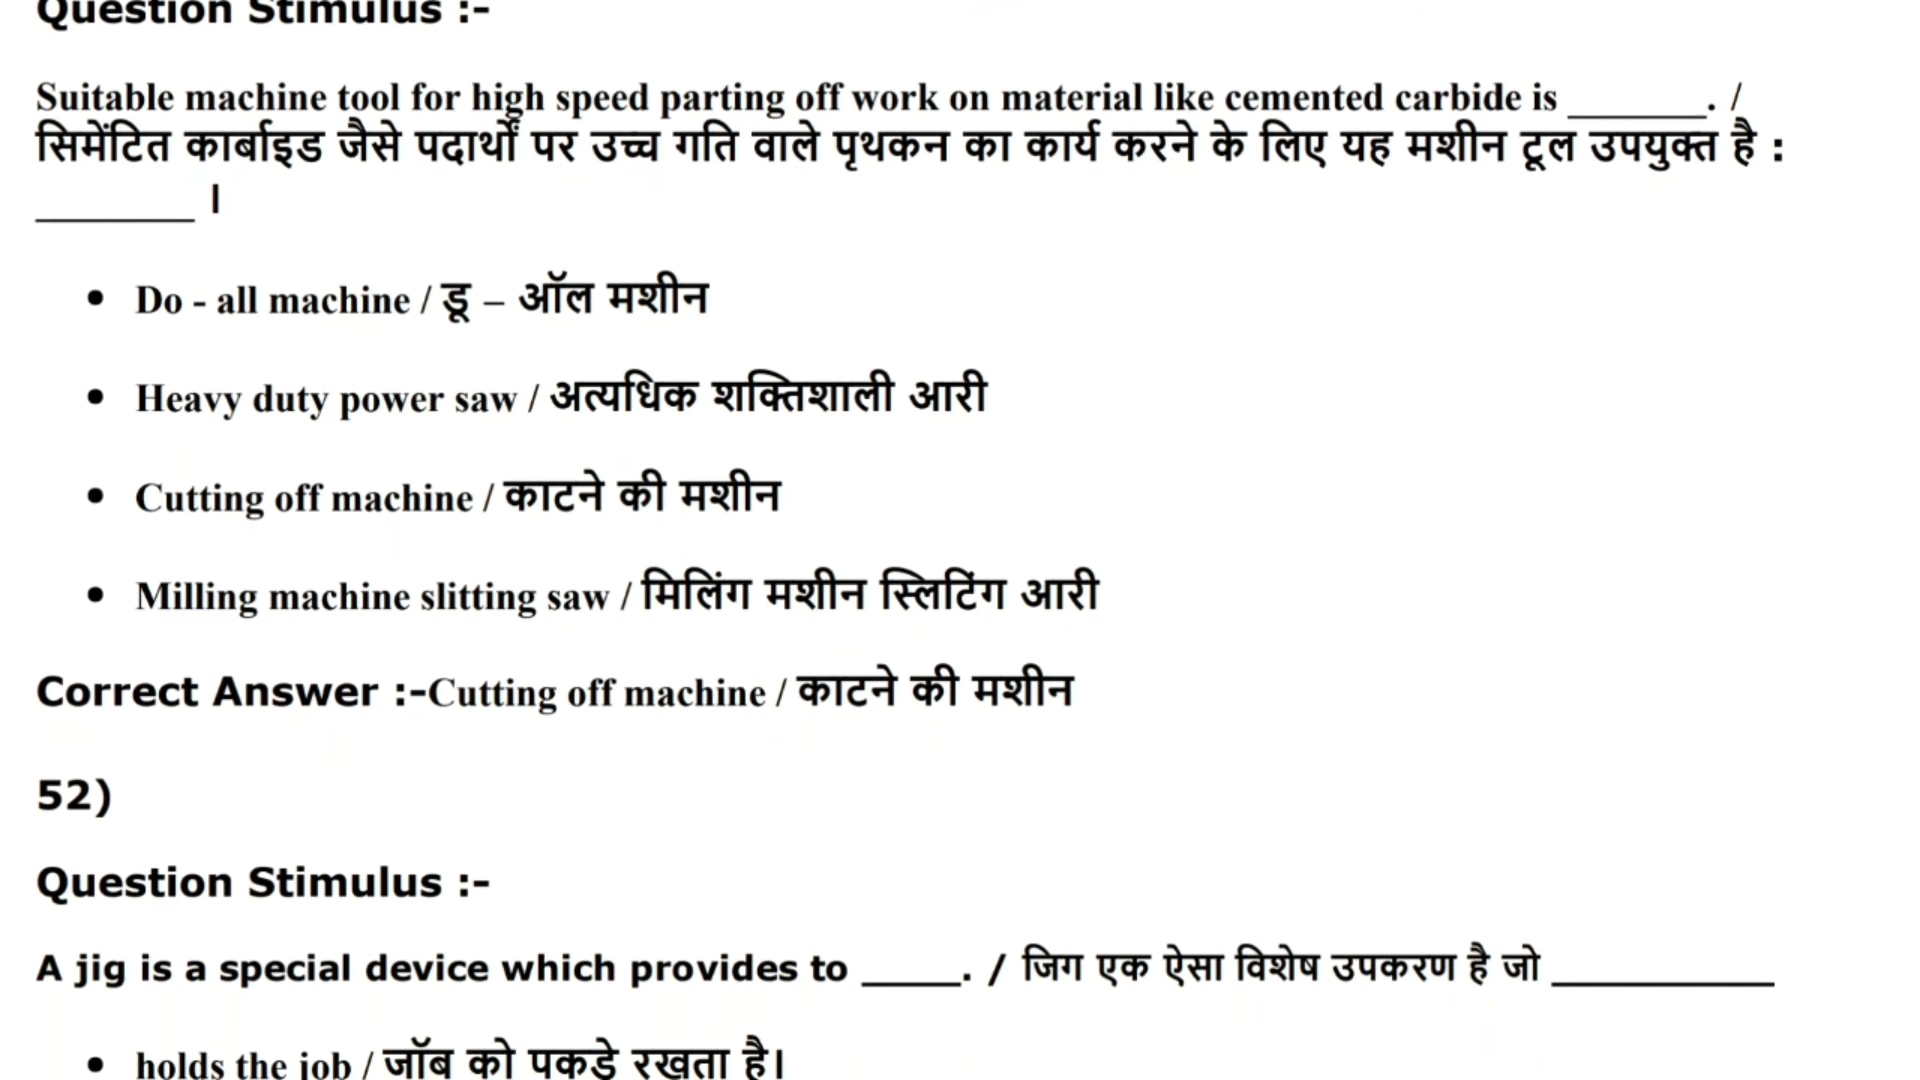 Question Stimulus :-
Suitable machine tool for high speed parting off work on material like cemented carbide is _______. /
सिमेंटित कार्बाइड जैसे पदार्थों पर उच्च गति वाले पृथकन का कार्य करने के लिए यह मशीन टूल उपयुक्त है :
________ ।
• Do - all machine / डू – ऑल मशीन
• Heavy duty power saw / अत्यधिक शक्तिशाली आरी
• Cutting off machine / काटने की मशीन
• Milling machine slitting saw / मिलिंग मशीन स्लिटिंग आरी
Correct Answer :-Cutting off machine / काटने की मशीन
52)
Question Stimulus :-
A jig is a special device which provides to _____. / जिग एक ऐसा विशेष उपकरण है जो ___________
• holds the job / जॉब को पकडे रखता है।